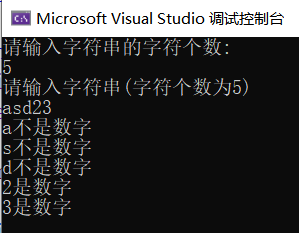 Microsoft Visual Studio 调试控制台
请输入字符串的字符个数:
5
请输入字符串(字符个数为5)
asd23
a不是数字
s不是数字
d不是数字
2是数字
3是数字